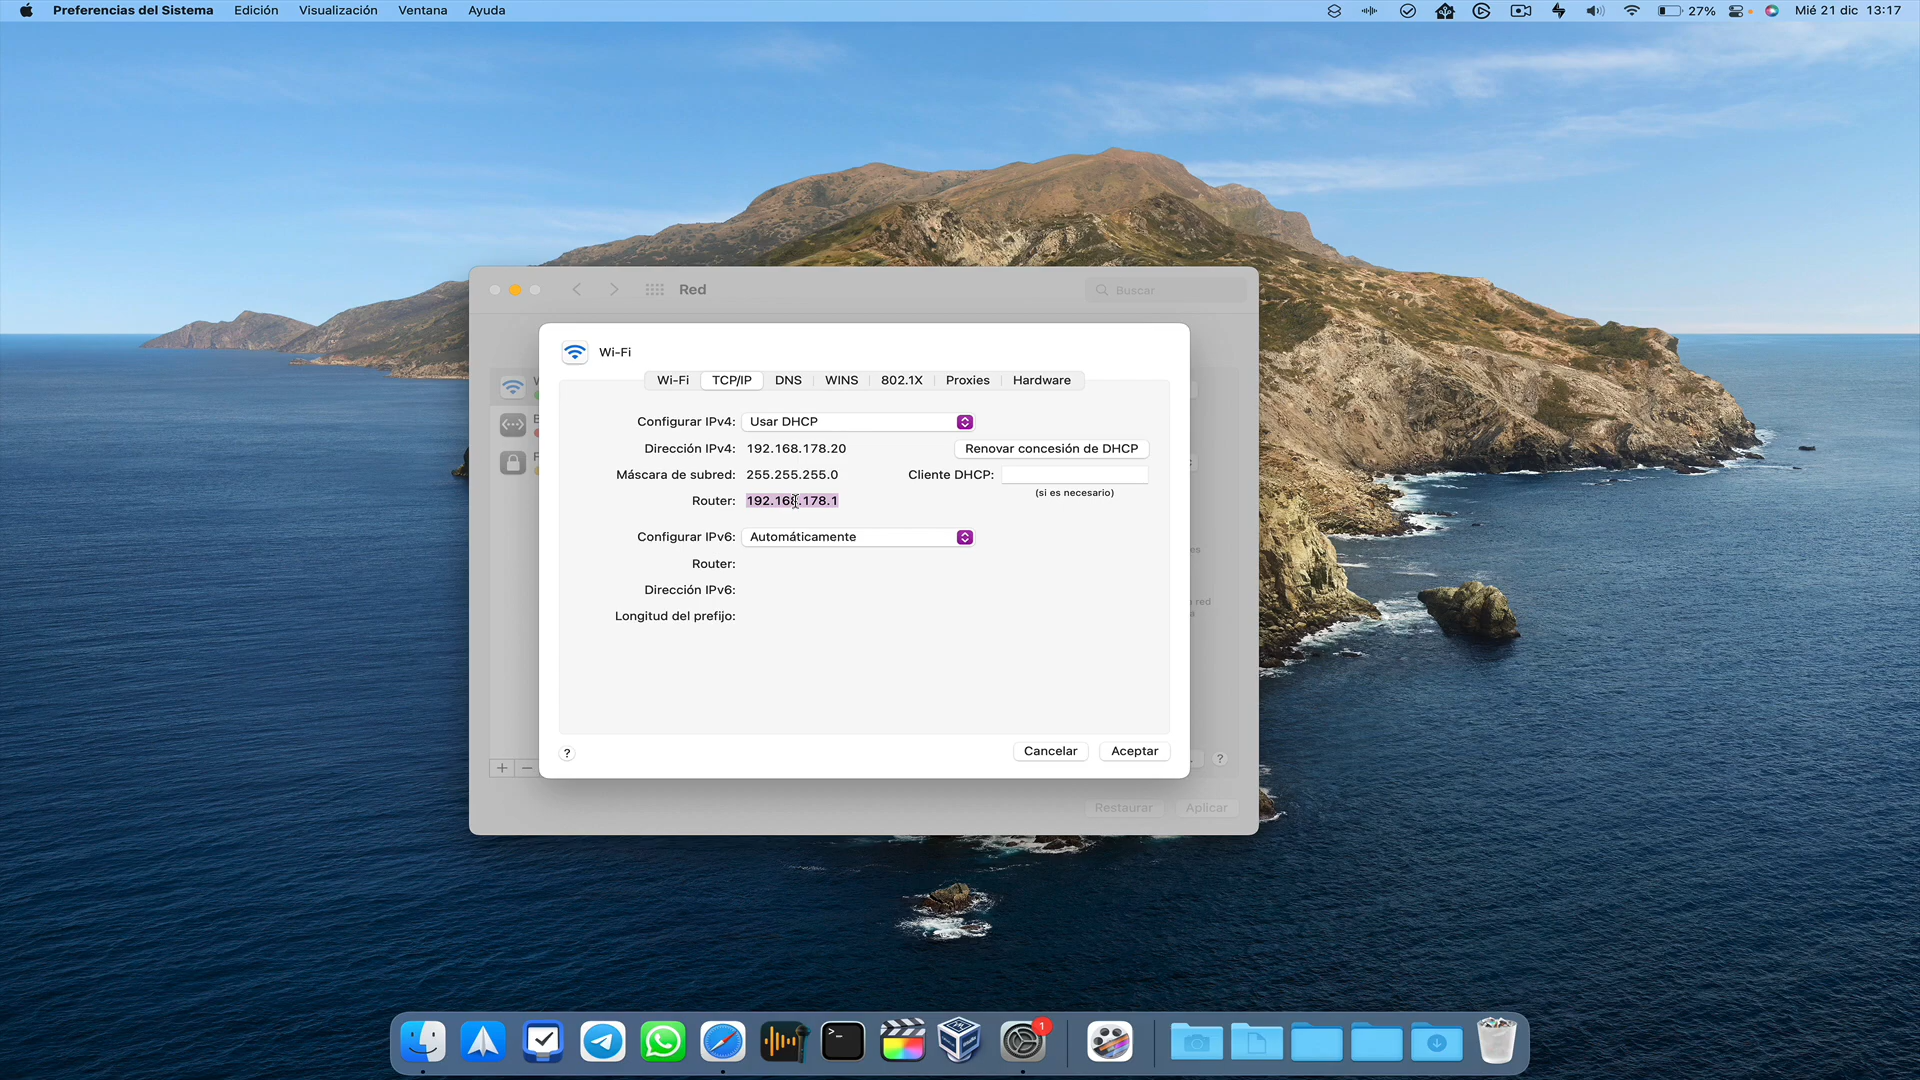 Preferencias del Sistema Edición Visualización Ventana Ayuda 27% Mié 21 dic 13:17
Red Buscar
Wi-Fi
Wi-Fi TCP/IP DNS WINS 802.1X Proxies Hardware
Configurar IPv4: Usar DHCP
Dirección IPv4: 192.168.178.20 Renovar concesión de DHCP
Máscara de subred: 255.255.255.0 Cliente DHCP:
(si es necesario)
Router: 192.168.178.1
Configurar IPv6: Automáticamente
Router:
Dirección IPv6:
Longitud del prefijo:
? Cancelar Aceptar
+ − ?
Restaurar Aplicar
1